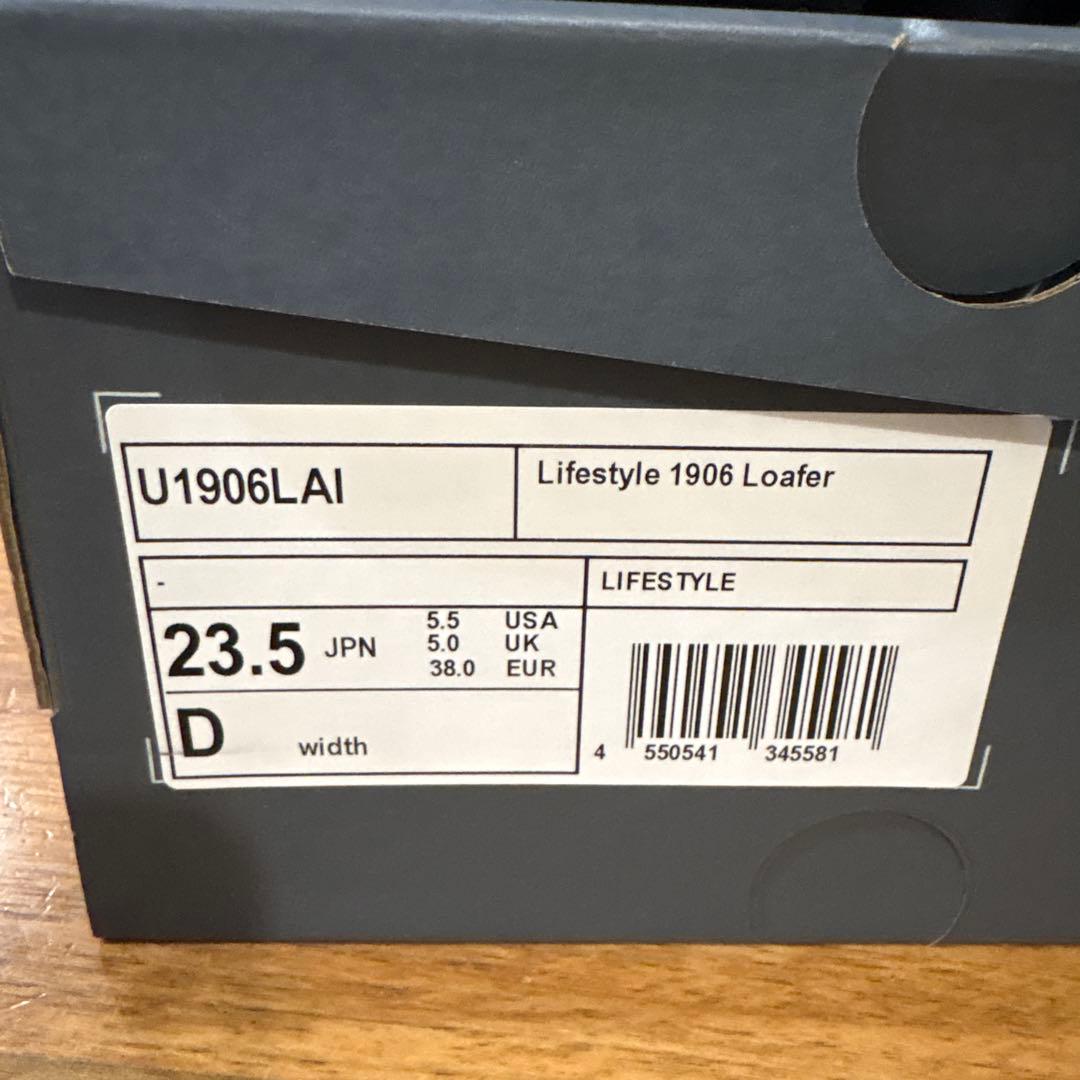 U1906LAI
Lifestyle 1906 Loafer
-
LIFESTYLE
23.5 JPN
5.5 USA
5.0 UK
38.0 EUR
D width
4 550541 345581